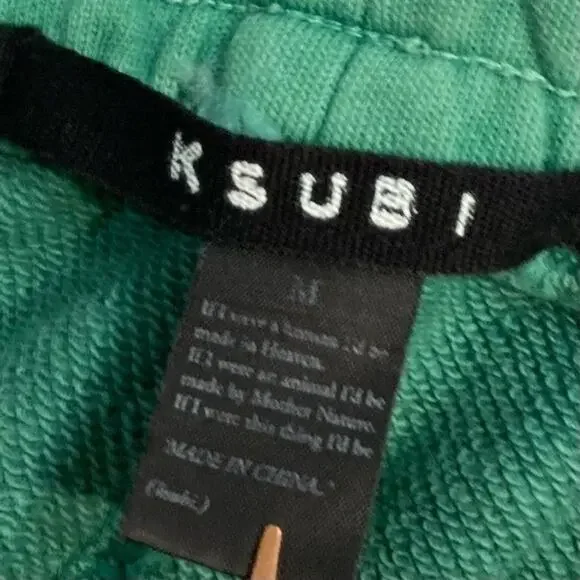 KSUBI
M
If I were a human I'd be
made in Heaven.
If I were an animal I'd be
made by Mother Nature.
If I were this thing I'd be
MADE IN CHINA."